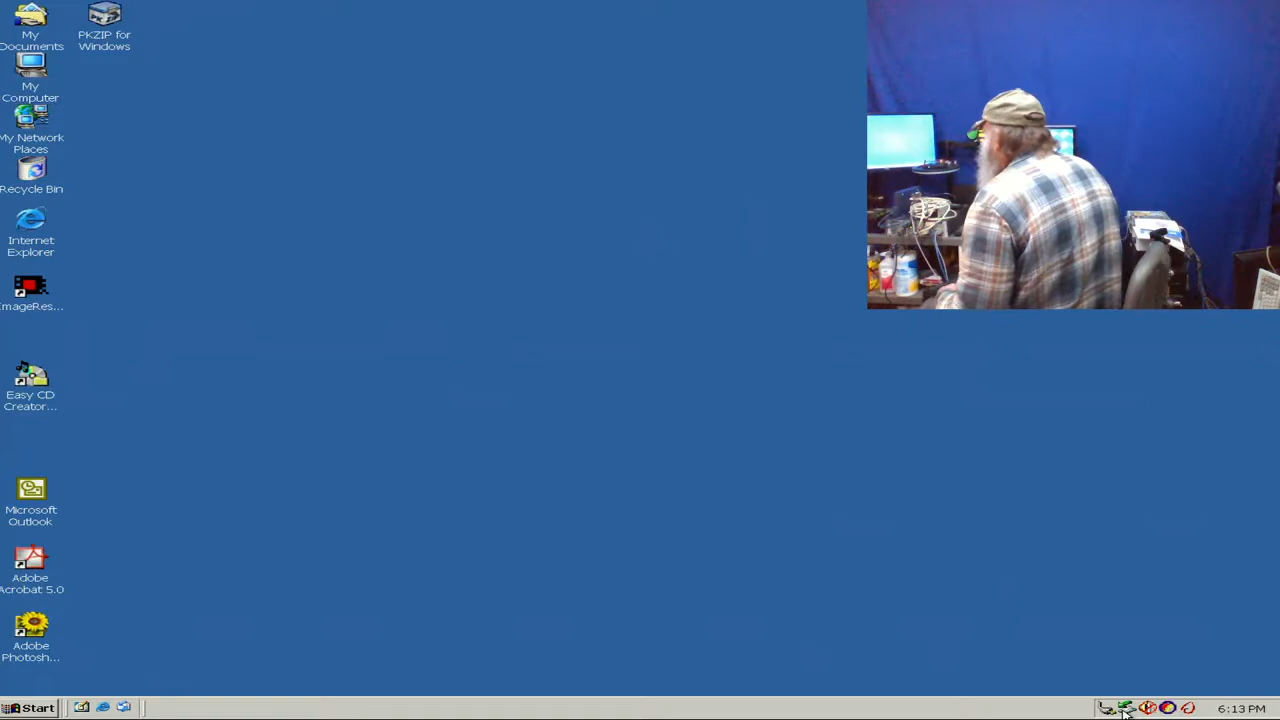 My
Documents
PKZIP for
Windows
My
Computer
My Network
Places
Recycle Bin
Internet
Explorer
ImageRes...
Easy CD
Creator...
Microsoft
Outlook
Adobe
Acrobat 5.0
Adobe
Photosh...
Start
6:13 PM